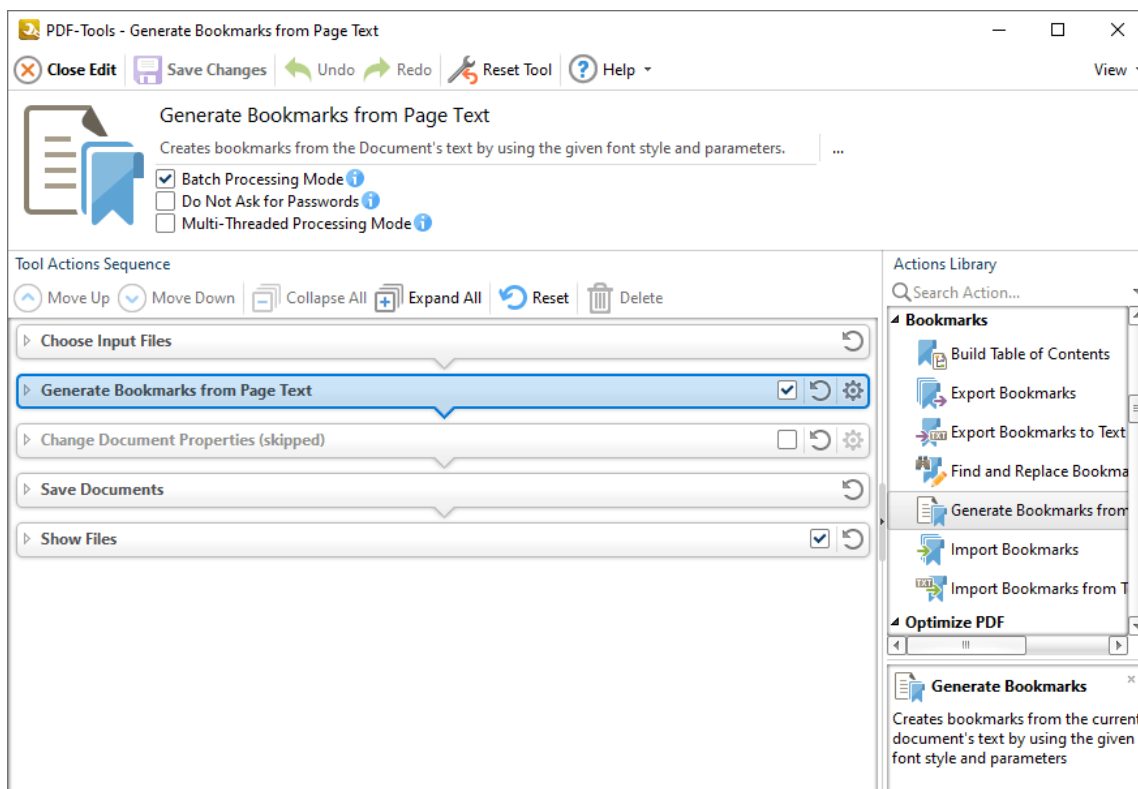 PDF-Tools - Generate Bookmarks from Page Text
Close Edit Save Changes Undo Redo Reset Tool ? Help View
Generate Bookmarks from Page Text
Creates bookmarks from the Document's text by using the given font style and parameters. ...
Batch Processing Mode i
Do Not Ask for Passwords i
Multi-Threaded Processing Mode i
Tool Actions Sequence
Move Up Move Down Collapse All Expand All Reset Delete
Choose Input Files
Generate Bookmarks from Page Text
Change Document Properties (skipped)
Save Documents
Show Files
Actions Library
Search Action...
Bookmarks
Build Table of Contents
Export Bookmarks
TXT Export Bookmarks to Text
Find and Replace Bookma
Generate Bookmarks from
Import Bookmarks
TXT Import Bookmarks from T
Optimize PDF
Generate Bookmarks
Creates bookmarks from the current
document's text by using the given
font style and parameters